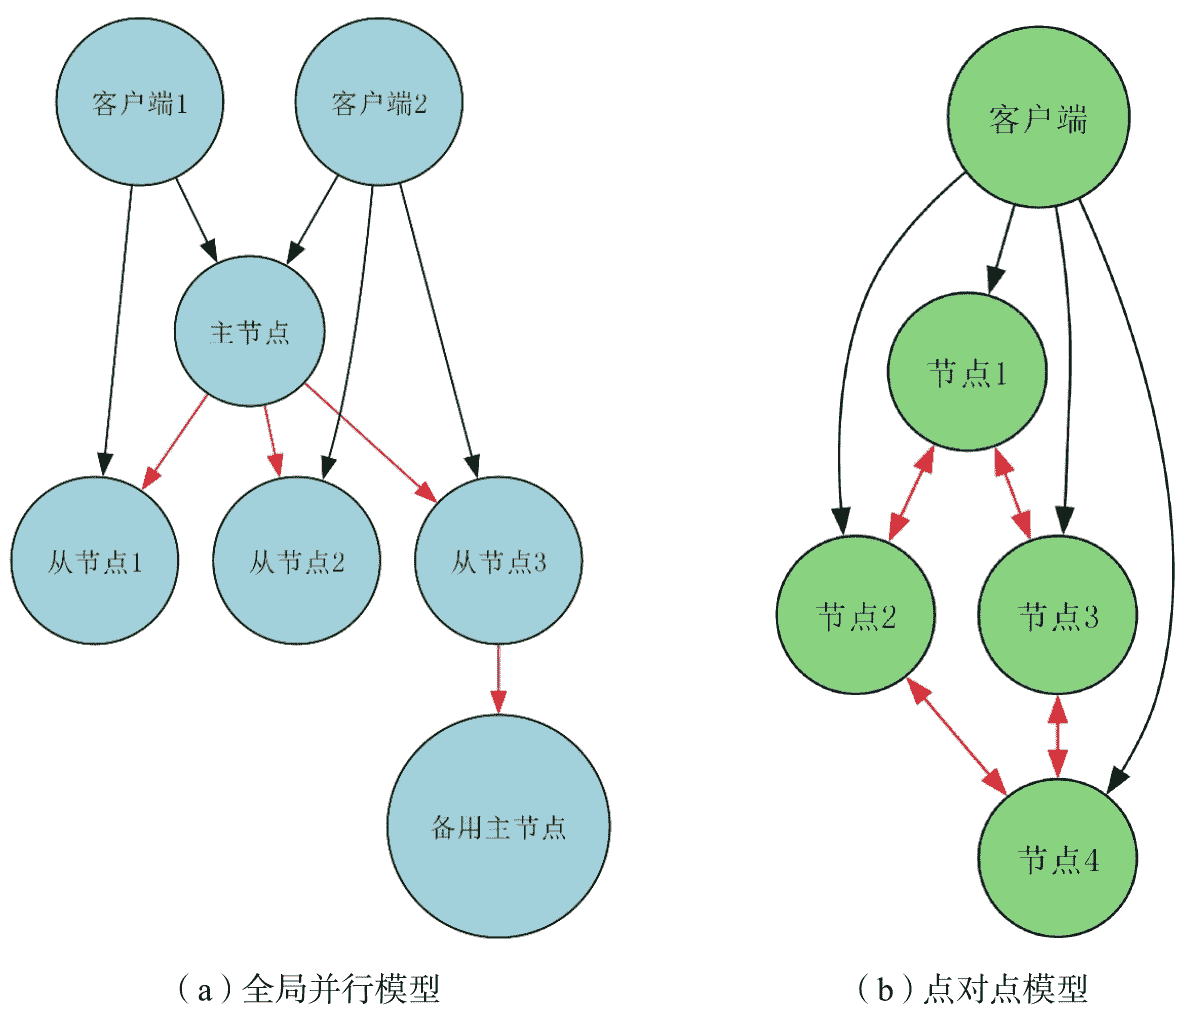 客户端1
客户端2
主节点
从节点1
从节点2
从节点3
备用主节点
（a）全局并行模型
客户端
节点1
节点2
节点3
节点4
（b）点对点模型